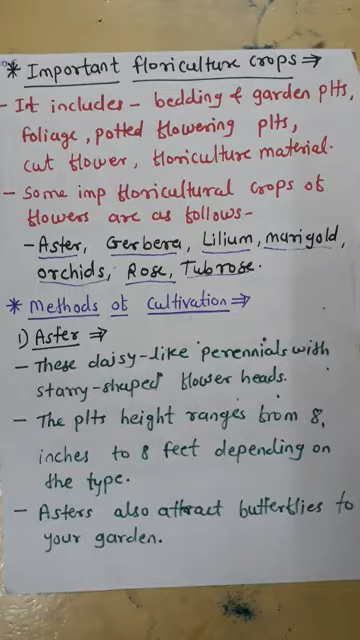 * Important floriculture crops ⇒
- It includes - bedding & garden plts,
foliage, potted flowering plts,
cut flower, floriculture material.
- Some imp floricultural crops of
flowers are as follows -
- Aster, Gerbera, Lilium, marigold,
orchids, Rose, Tubrose.
* Methods of cultivation ⇒
1) Aster ⇒
- These daisy-like perennials with
starry-shaped flower heads.
- The plts height ranges from 8,
inches to 8 feet depending on
the type.
- Asters also attract butterflies to
your garden.